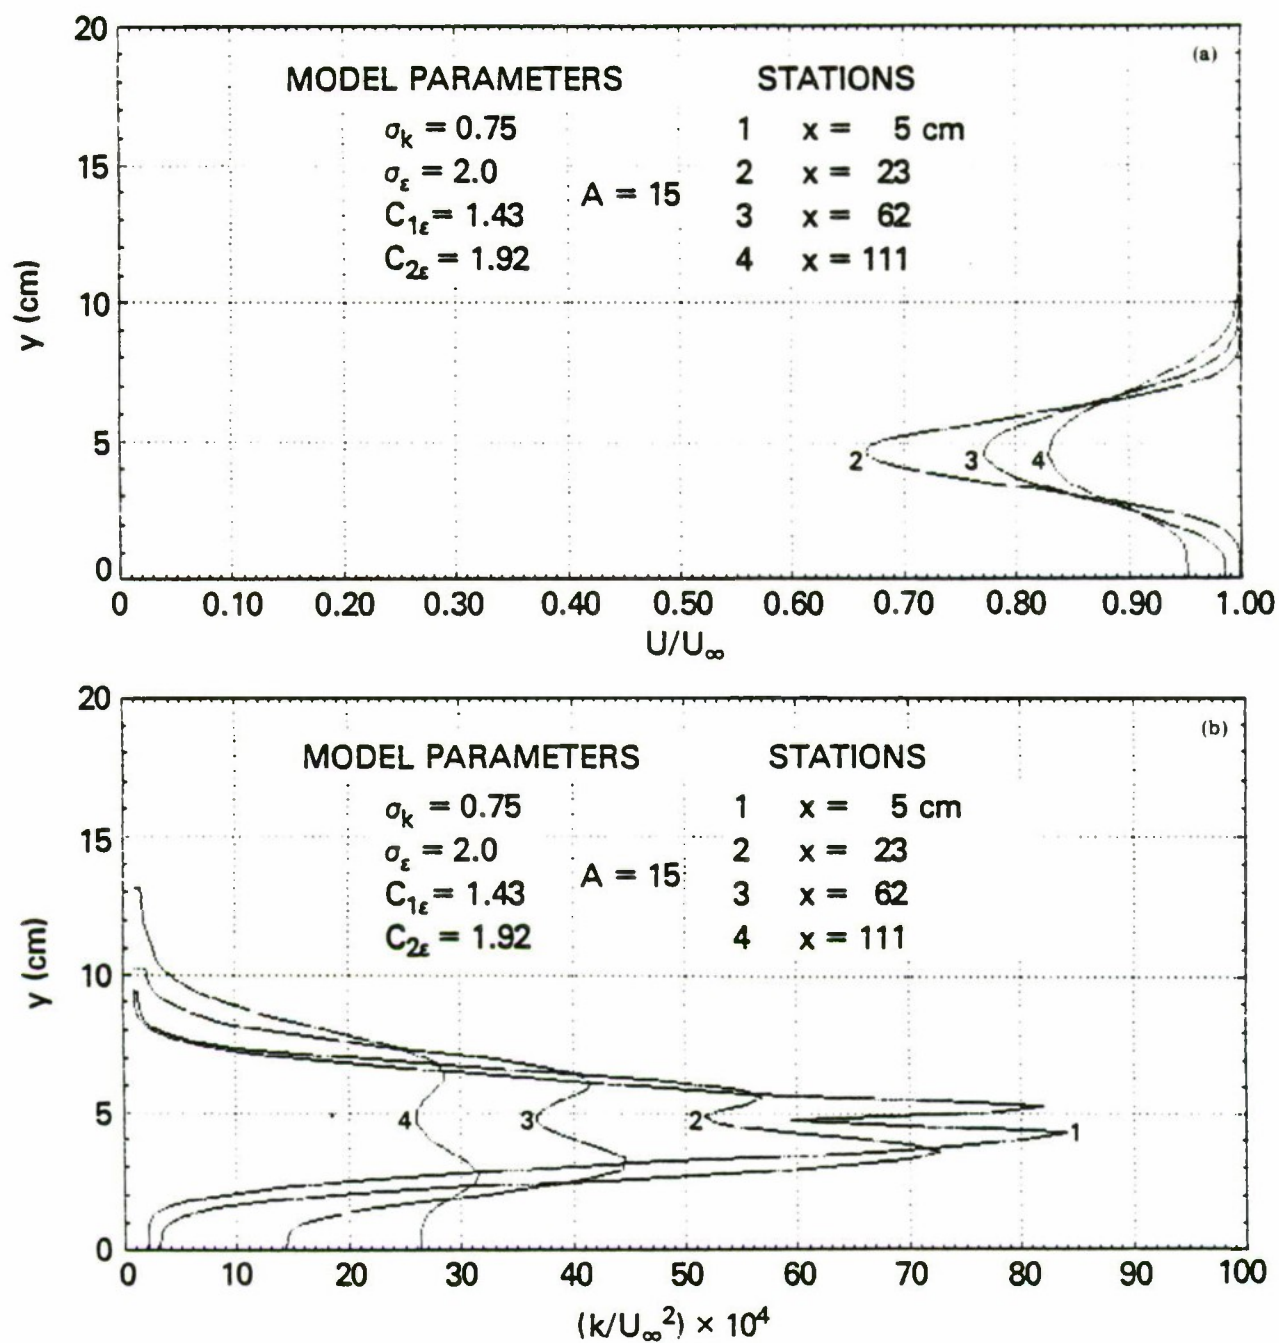 (a)
MODEL PARAMETERS
σk = 0.75
σε = 2.0
C1ε = 1.43
C2ε = 1.92
A = 15
STATIONS
1 x = 5 cm
2 x = 23
3 x = 62
4 x = 111
20
15
10
5
0
y (cm)
2 3 4
0 0.10 0.20 0.30 0.40 0.50 0.60 0.70 0.80 0.90 1.00
U/U∞
(b)
MODEL PARAMETERS
σk = 0.75
σε = 2.0
C1ε = 1.43
C2ε = 1.92
A = 15
STATIONS
1 x = 5 cm
2 x = 23
3 x = 62
4 x = 111
20
15
10
5
0
y (cm)
4 3 2 1
0 10 20 30 40 50 60 70 80 90 100
(k/U∞²) × 10⁴